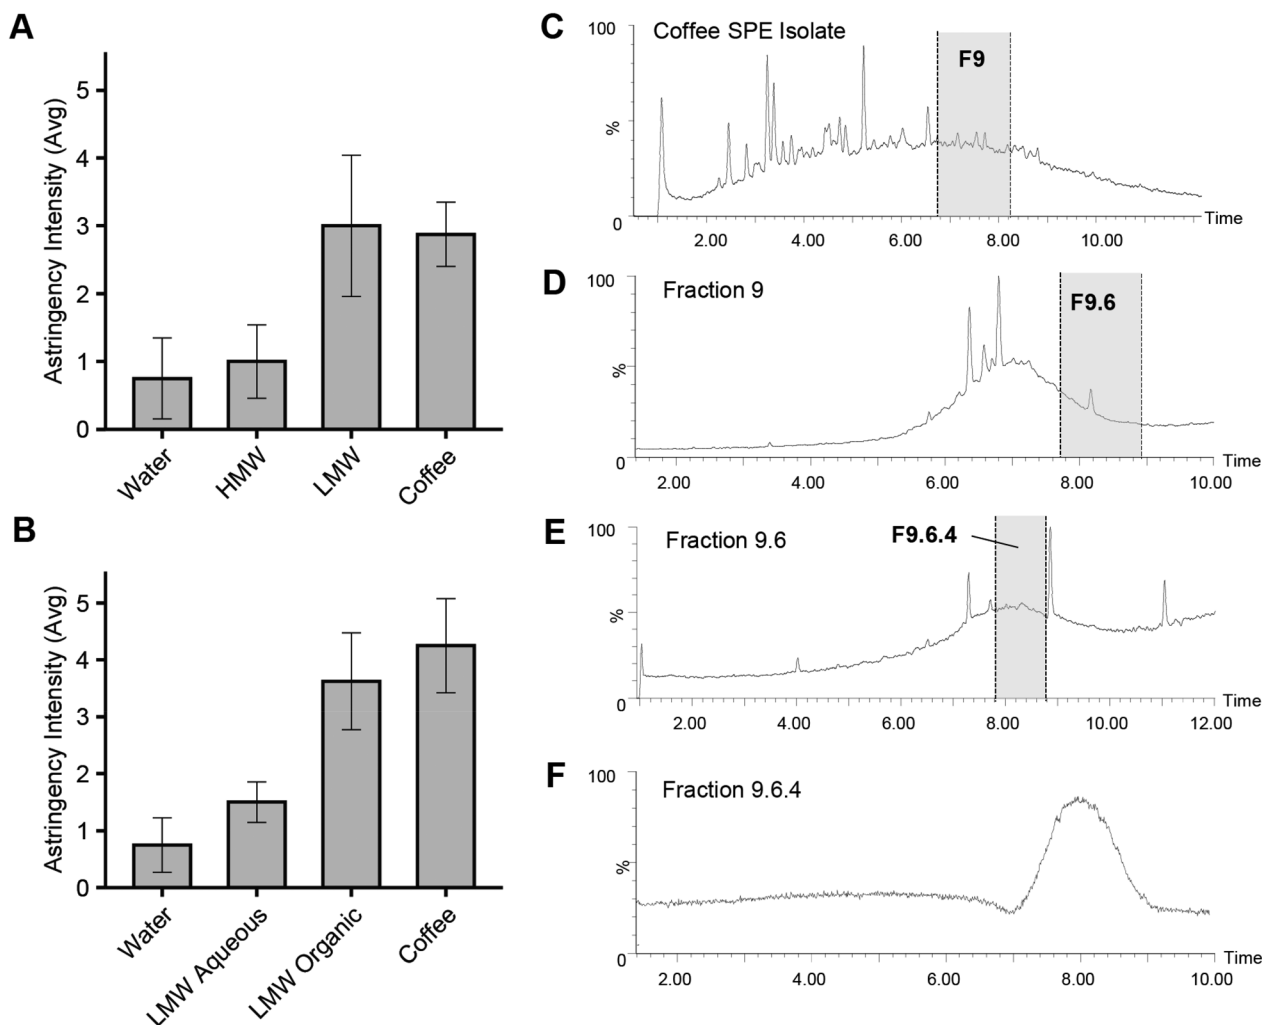 A
Astringency Intensity (Avg)
5
4
3
2
1
0
Water
HMW
LMW
Coffee
B
Astringency Intensity (Avg)
5
4
3
2
1
0
Water
LMW Aqueous
LMW Organic
Coffee
C
Coffee SPE Isolate
F9
100
%
0
2.00 4.00 6.00 8.00 10.00
Time
D
Fraction 9
F9.6
100
%
0
2.00 4.00 6.00 8.00 10.00
Time
E
Fraction 9.6
F9.6.4
100
%
0
2.00 4.00 6.00 8.00 10.00 12.00
Time
F
Fraction 9.6.4
100
%
0
2.00 4.00 6.00 8.00 10.00
Time